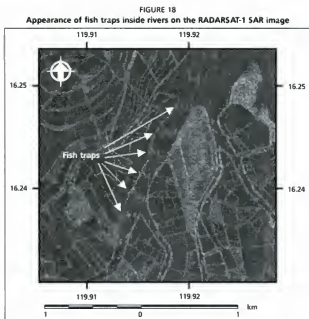 FIGURE 18
Appearance of fish traps inside rivers on the RADARSAT-1 SAR image
119.91 119.92
16.25 16.25
Fish traps
16.24 16.24
119.91 119.92
km
1 0 1